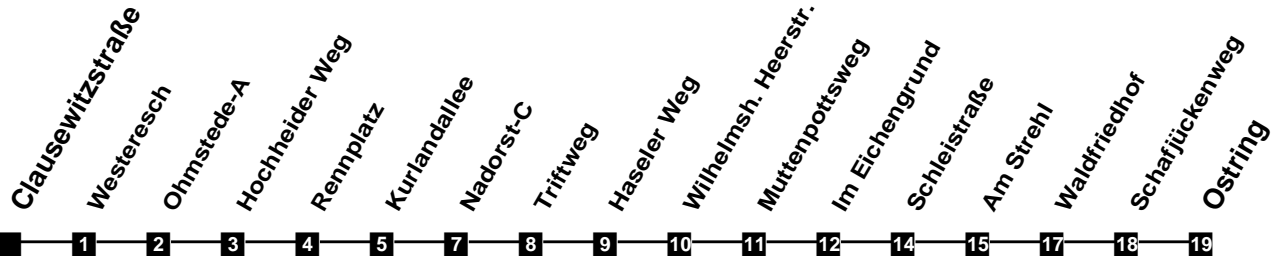 Clausewitzstraße
Westeresch
Ohmstede-A
Hochheider Weg
Rennplatz
Kurlandallee
Nadorst-C
Triftweg
Haseler Weg
Wilhelmsh. Heerstr.
Muttenpottsweg
Im Eichengrund
Schleistraße
Am Strehl
Waldfriedhof
Schafjückenweg
Ostring
1 2 3 4 5 7 8 9 10 11 12 14 15 17 18 19